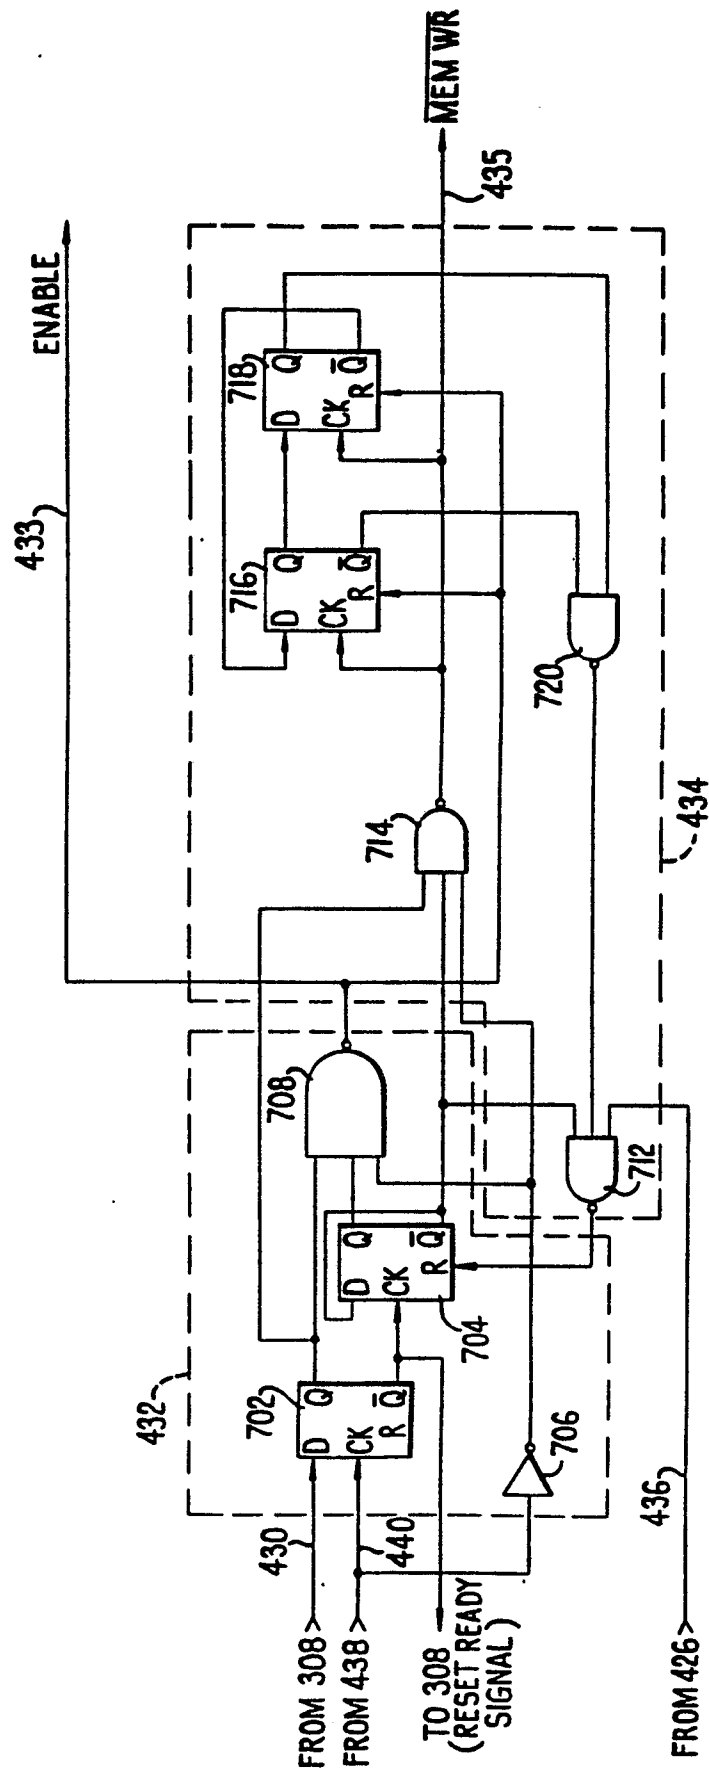 ENABLE
433
MEM WR
435
718
D
Q
CK
Q
R
716
D
Q
CK
Q
R
720
714
434
708
712
D
Q
CK
Q
R
704
432
702
D
Q
CK
Q
R
706
430
440
436
FROM 308
FROM 438
TO 308
(RESET READY
SIGNAL)
FROM 426